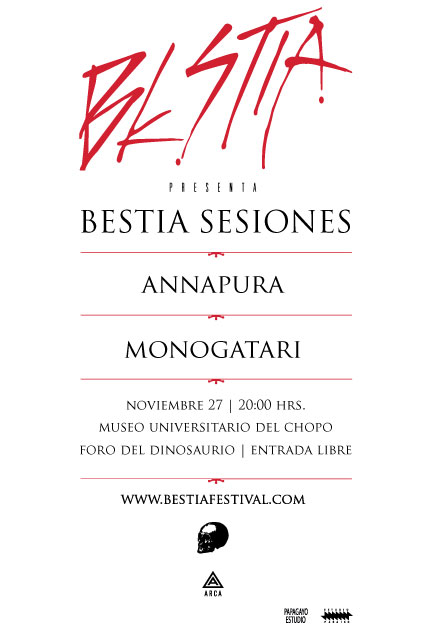 BESTIA
PRESENTA
BESTIA SESIONES
ANNAPURA
MONOGATARI
NOVIEMBRE 27 | 20:00 HRS.
MUSEO UNIVERSITARIO DEL CHOPO
FORO DEL DINOSAURIO | ENTRADA LIBRE
WWW.BESTIAFESTIVAL.COM
ARCA
PAPAGAYO
ESTUDIO